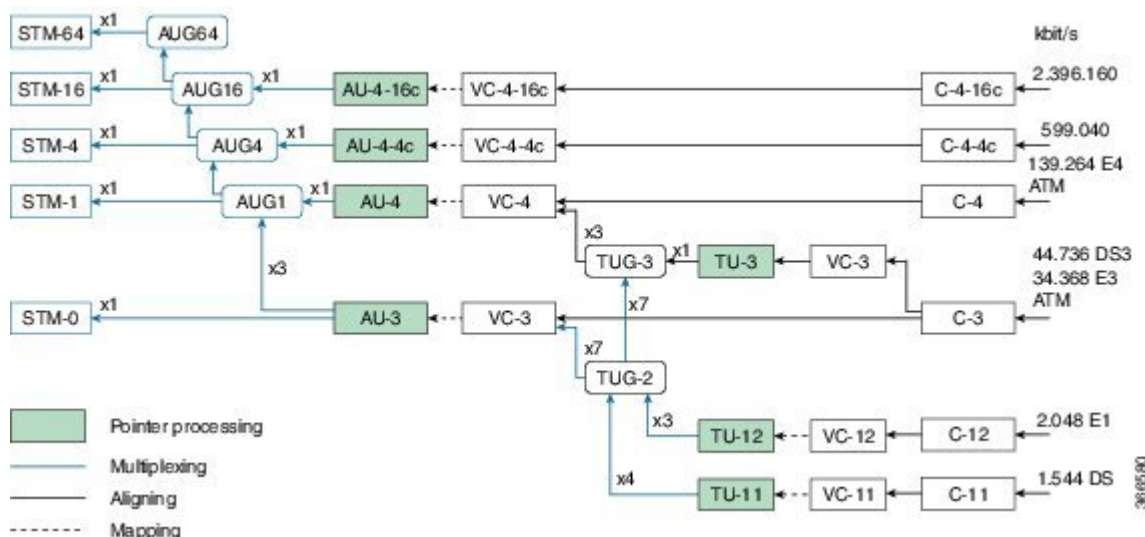 x1
STM-64
AUG64
kbit/s
x1
x1
2.396.160
STM-16
AUG16
AU-4-16c
VC-4-16c
C-4-16c
x1
x1
599.040
STM-4
AUG4
AU-4-4c
VC-4-4c
C-4-4c
139.264 E4
x1
x1
ATM
STM-1
AUG1
AU-4
VC-4
C-4
x3
x1
44.736 DS3
TUG-3
TU-3
VC-3
x3
34.368 E3
x1
x7
ATM
STM-0
AU-3
VC-3
C-3
x7
TUG-2
x3
2.048 E1
Pointer processing
TU-12
VC-12
C-12
Multiplexing
x4
1.544 DS
Aligning
TU-11
VC-11
C-11
Mapping
366580